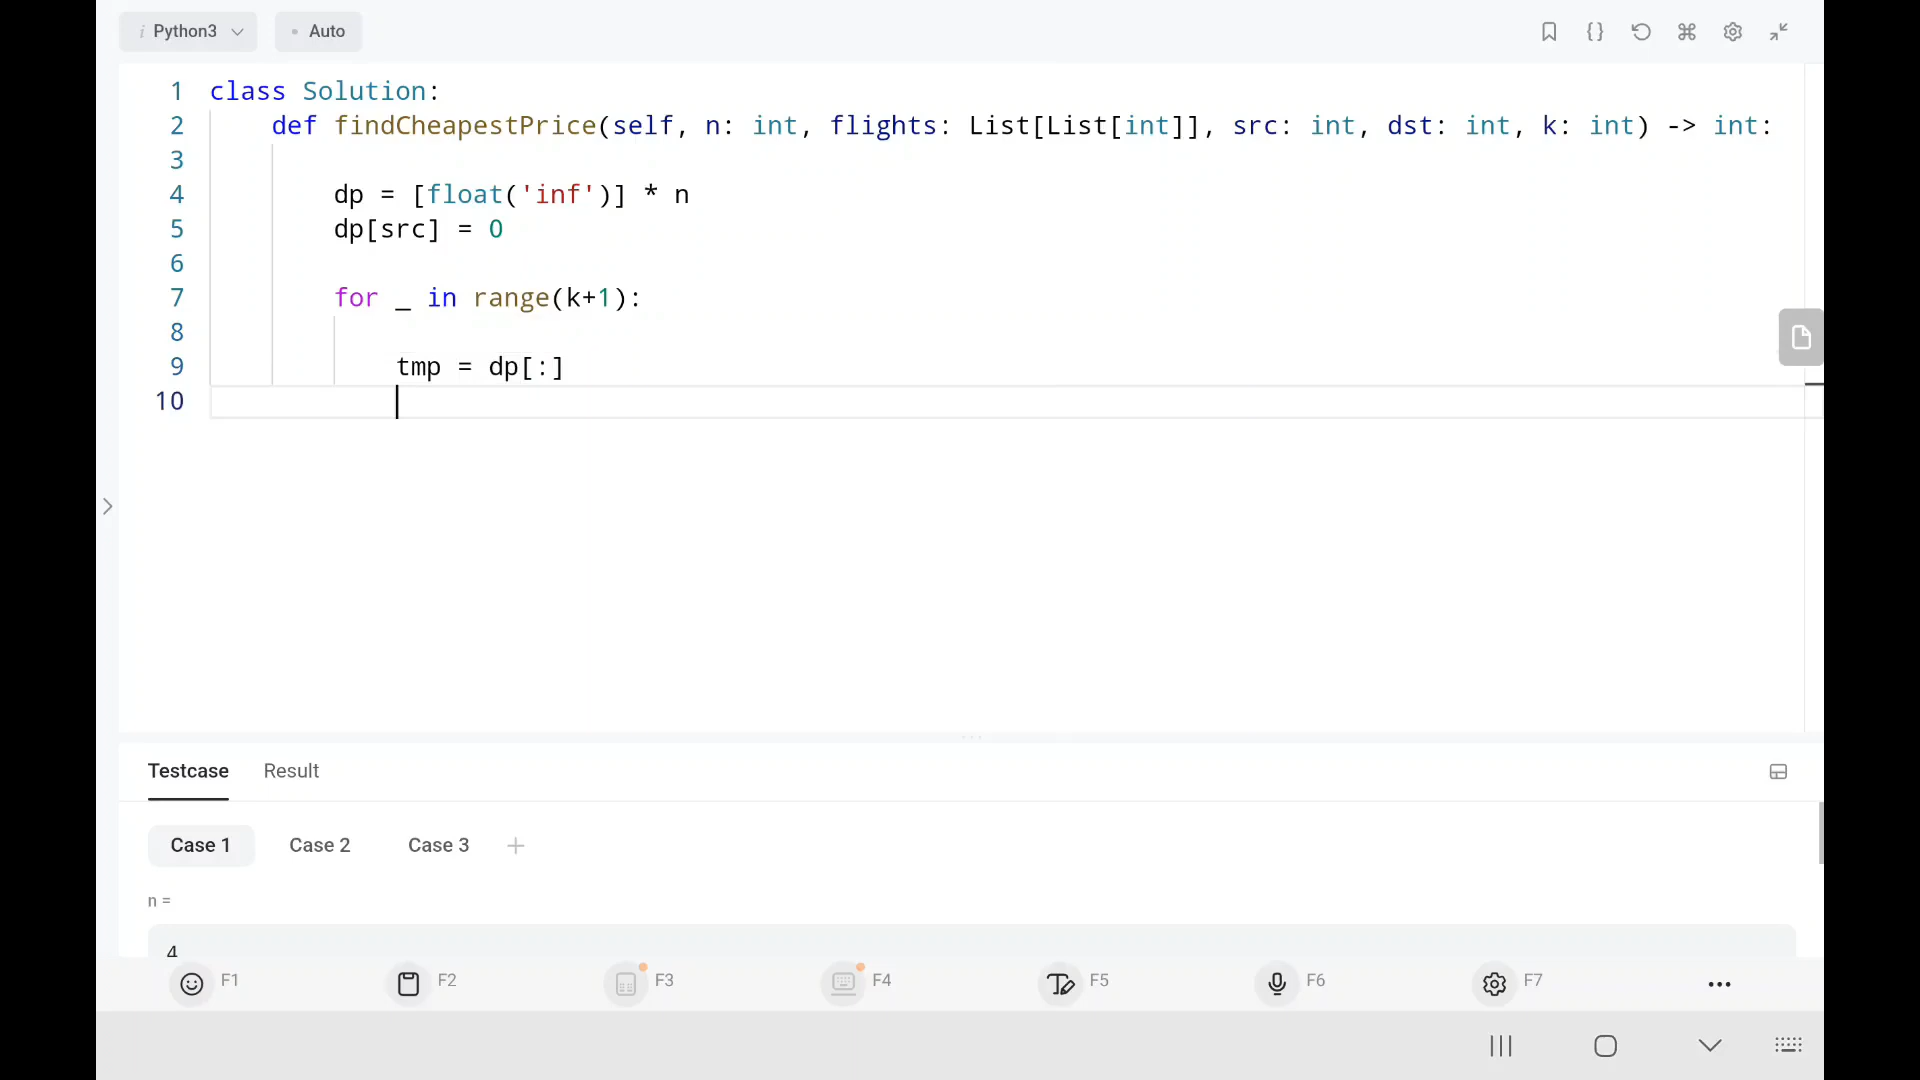 i Python3
Auto
1 class Solution:
2 def findCheapestPrice(self, n: int, flights: List[List[int]], src: int, dst: int, k: int) -> int:
3
4 dp = [float('inf')] * n
5 dp[src] = 0
6
7 for _ in range(k+1):
8
9 tmp = dp[:]
10
Testcase Result
Case 1 Case 2 Case 3 +
n =
4
F1 F2 F3 F4 F5 F6 F7